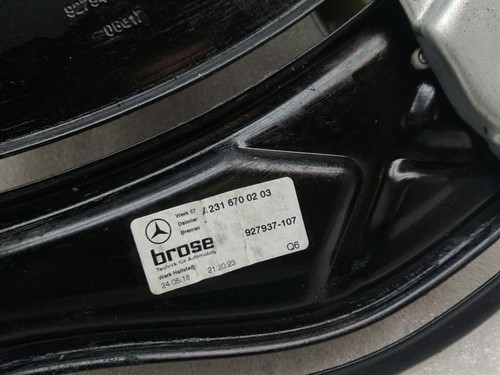 Werk 67
Daimler
Bremen
A 231 670 02 03
927937-107
brose
Technik für Automobile
Werk Hallstadt
24.05.18
21:20:23
Q6